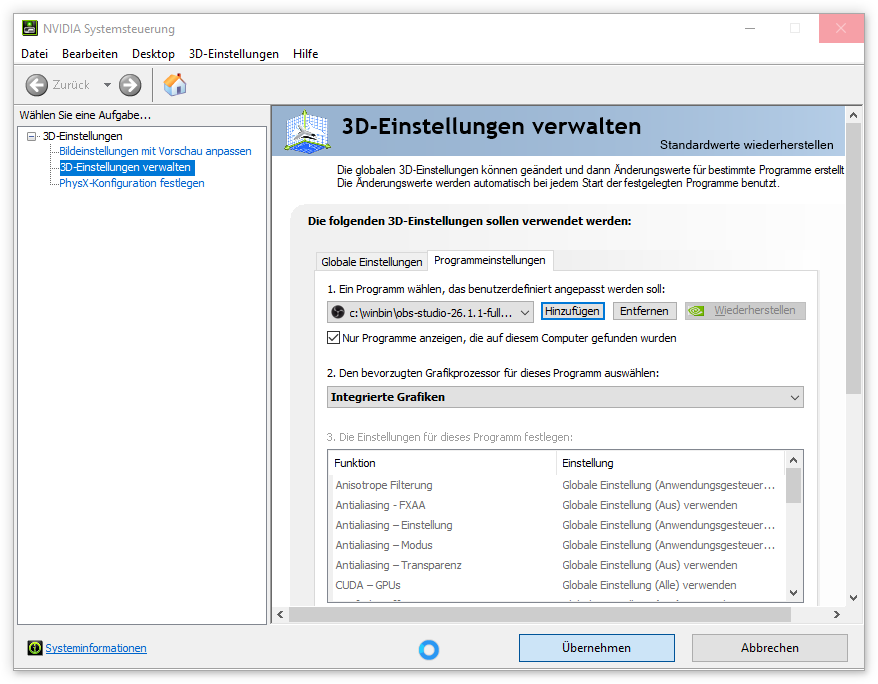 NVIDIA Systemsteuerung
Datei Bearbeiten Desktop 3D-Einstellungen Hilfe
Zurück
Wählen Sie eine Aufgabe...
3D-Einstellungen
Bildeinstellungen mit Vorschau anpassen
3D-Einstellungen verwalten
PhysX-Konfiguration festlegen
3D-Einstellungen verwalten
Standardwerte wiederherstellen
Die globalen 3D-Einstellungen können geändert und dann Änderungswerte für bestimmte Programme erstellt
Die Änderungswerte werden automatisch bei jedem Start der festgelegten Programme benutzt.
Die folgenden 3D-Einstellungen sollen verwendet werden:
Globale Einstellungen Programmeinstellungen
1. Ein Programm wählen, das benutzerdefiniert angepasst werden soll:
c:\winbin\obs-studio-26.1.1-full... Hinzufügen Entfernen Wiederherstellen
Nur Programme anzeigen, die auf diesem Computer gefunden wurden
2. Den bevorzugten Grafikprozessor für dieses Programm auswählen:
Integrierte Grafiken
3. Die Einstellungen für dieses Programm festlegen:
Funktion Einstellung
Anisotrope Filterung Globale Einstellung (Anwendungsgesteuer...
Antialiasing - FXAA Globale Einstellung (Aus) verwenden
Antialiasing – Einstellung Globale Einstellung (Anwendungsgesteuer...
Antialiasing – Modus Globale Einstellung (Anwendungsgesteuer...
Antialiasing – Transparenz Globale Einstellung (Aus) verwenden
CUDA – GPUs Globale Einstellung (Alle) verwenden
Systeminformationen Übernehmen Abbrechen